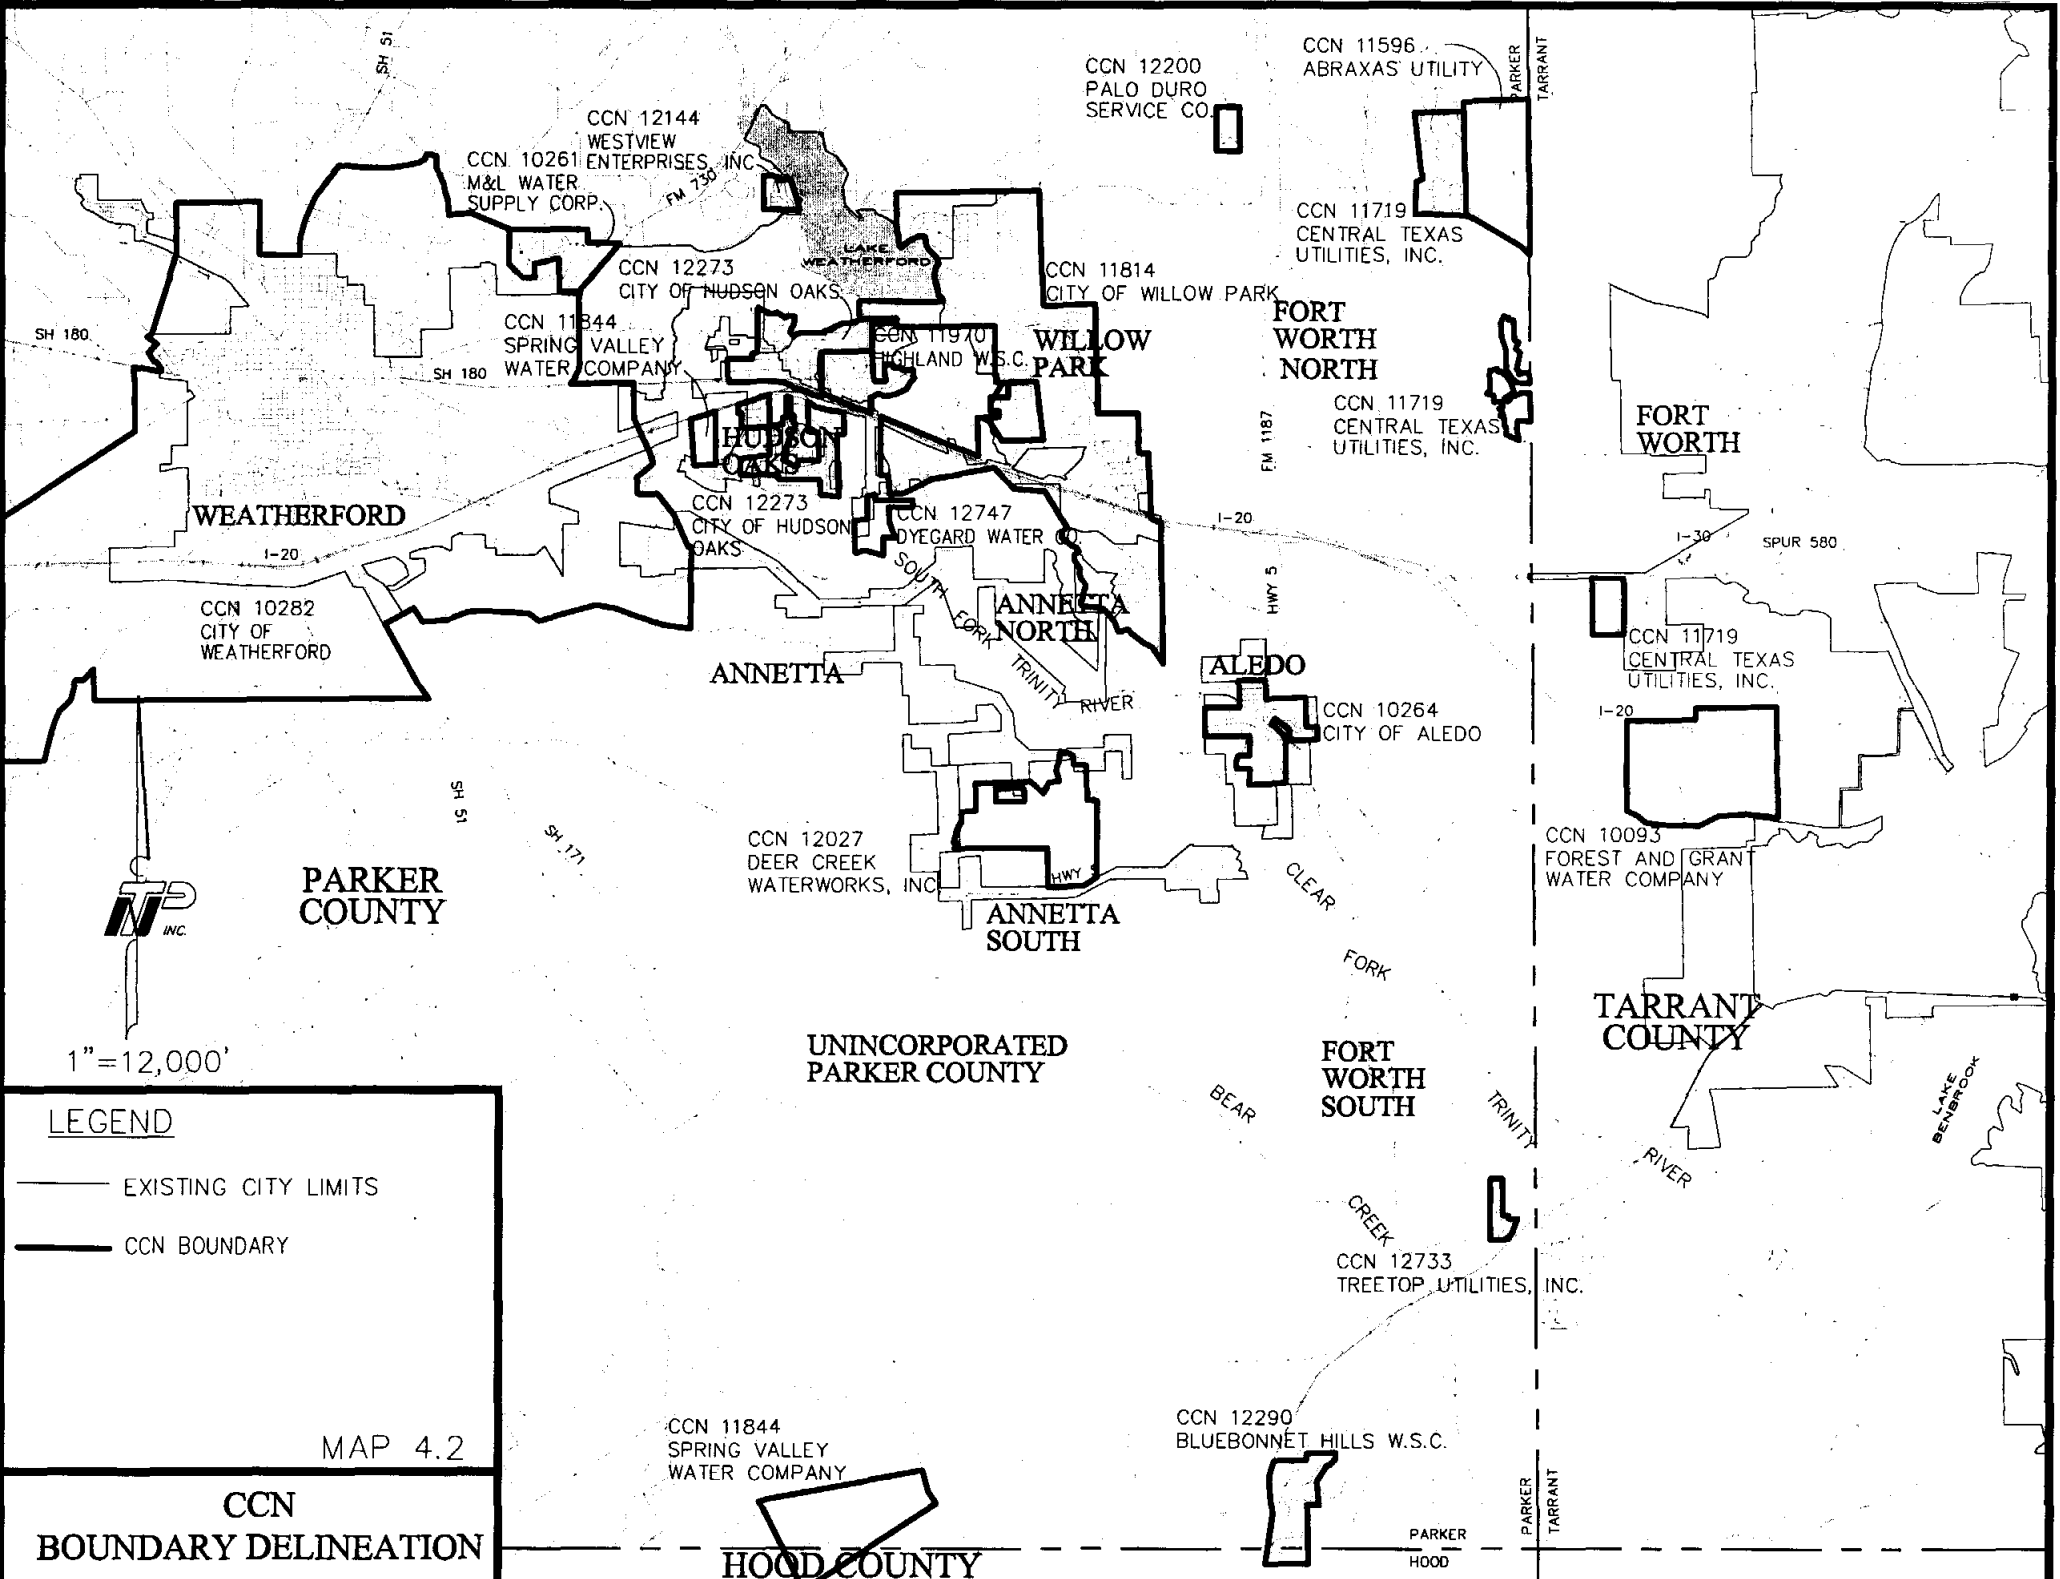 SH 51
CCN 12200
PALO DURO
SERVICE CO.
CCN 11596
ABRAXAS UTILITY
PARKER
TARRANT
CCN 12144
WESTVIEW
ENTERPRISES, INC
CCN 10261
M&L WATER
SUPPLY CORP.
FM 730
LAKE
WEATHERFORD
CCN 11719
CENTRAL TEXAS
UTILITIES, INC.
CCN 12273
CITY OF HUDSON OAKS
CCN 11814
CITY OF WILLOW PARK
CCN 11844
SPRING VALLEY
WATER COMPANY
SH 180
SH 180
CCN 11970
HIGHLAND W.S.C.
WILLOW
PARK
FORT
WORTH
NORTH
CCN 11719
CENTRAL TEXAS
UTILITIES, INC.
FM 1187
FORT
WORTH
HUDSON
OAKS
WEATHERFORD
CCN 12273
CITY OF HUDSON
OAKS
CCN 12747
DYEGARD WATER CO.
I-20
I-20
I-30
SPUR 580
HWY 5
CCN 10282
CITY OF
WEATHERFORD
SOUTH
FORK
TRINITY
RIVER
ANNETTA
NORTH
ANNETTA
ALEDO
CCN 11719
CENTRAL TEXAS
UTILITIES, INC.
I-20
CCN 10264
CITY OF ALEDO
SH 51
SH 171
CCN 12027
DEER CREEK
WATERWORKS, INC
HWY
CCN 10093
FOREST AND GRANT
WATER COMPANY
PARKER
COUNTY
TNP
INC.
ANNETTA
SOUTH
CLEAR
FORK
TRINITY
RIVER
TARRANT
COUNTY
1"=12,000'
UNINCORPORATED
PARKER COUNTY
FORT
WORTH
SOUTH
BEAR
CREEK
LAKE
BENBROOK
LEGEND
EXISTING CITY LIMITS
CCN BOUNDARY
CCN 12733
TREETOP UTILITIES, INC.
MAP 4.2
CCN 11844
SPRING VALLEY
WATER COMPANY
CCN 12290
BLUEBONNET HILLS W.S.C.
CCN
BOUNDARY DELINEATION
HOOD COUNTY
PARKER
HOOD
PARKER
TARRANT